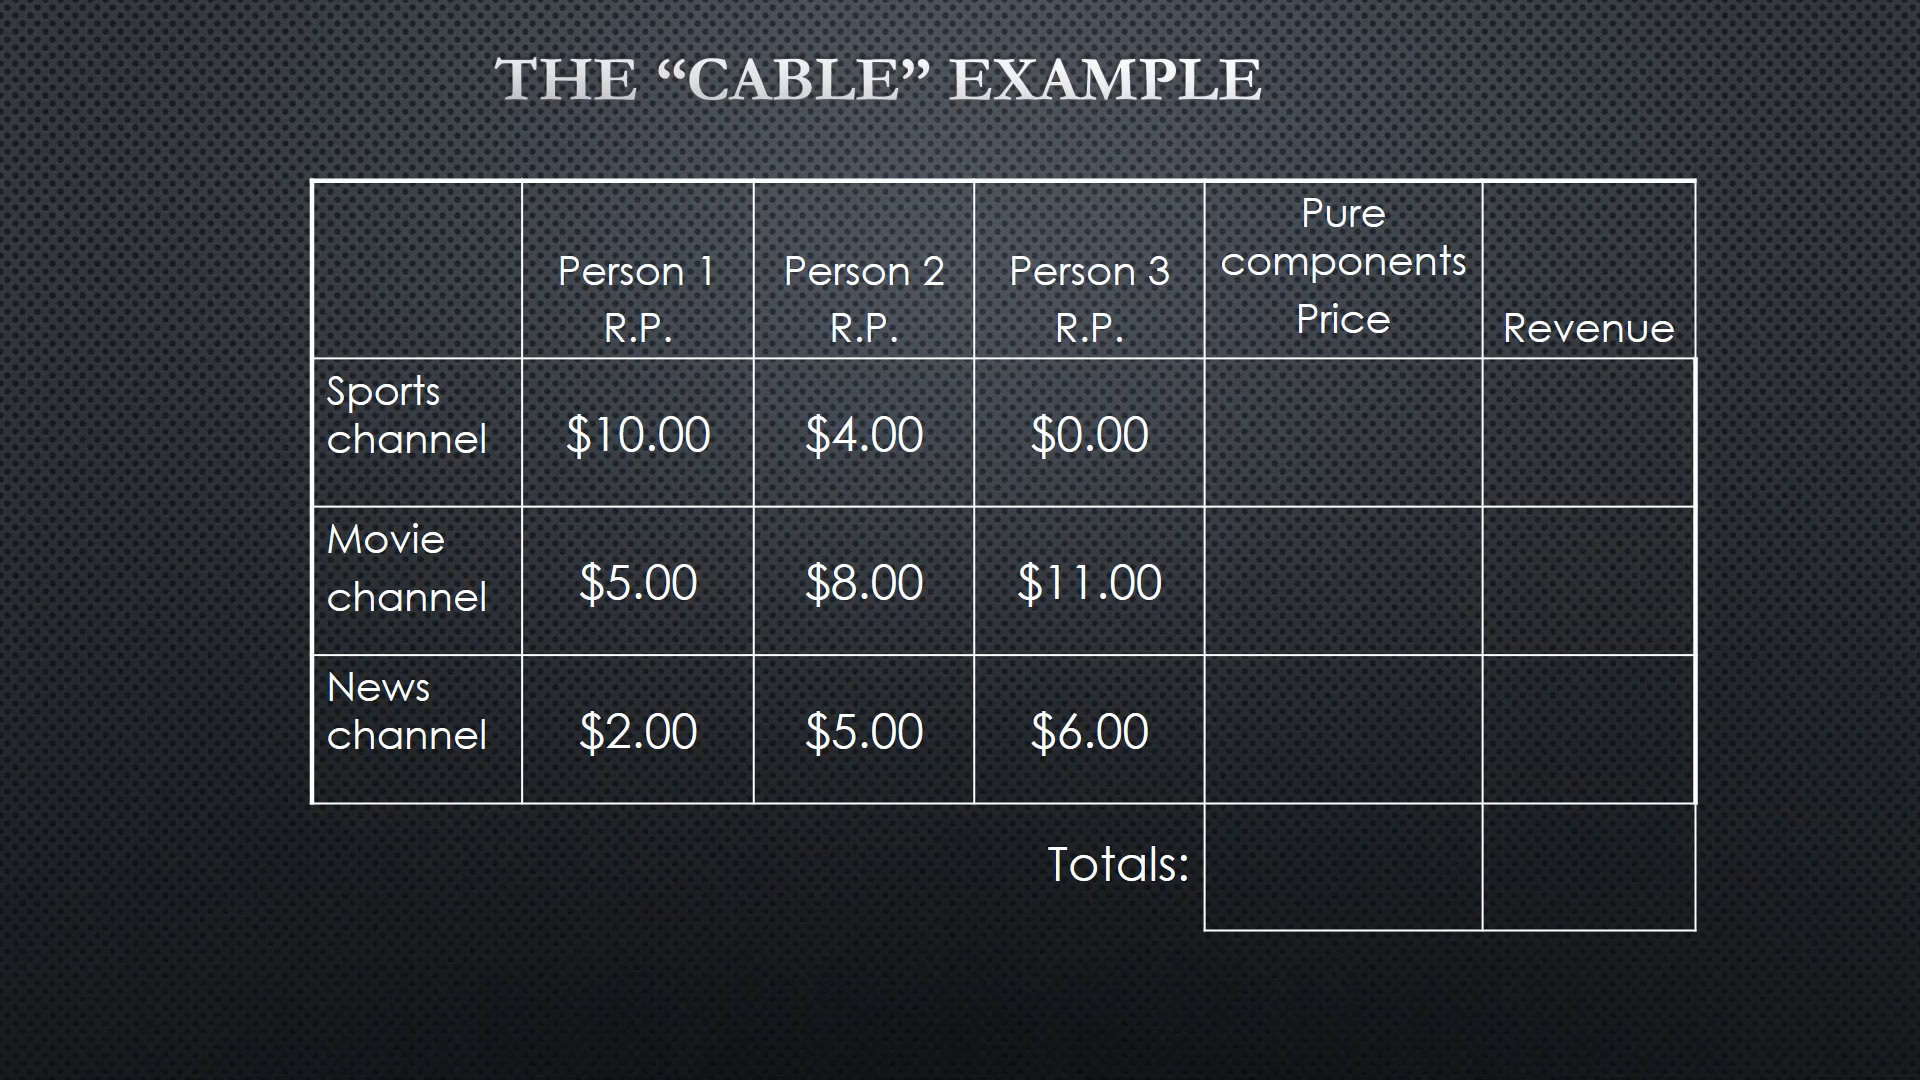 THE “CABLE” EXAMPLE
Person 1
R.P.
Person 2
R.P.
Person 3
R.P.
Pure
components
Price
Revenue
Sports
channel
$10.00
$4.00
$0.00
Movie
channel
$5.00
$8.00
$11.00
News
channel
$2.00
$5.00
$6.00
Totals: